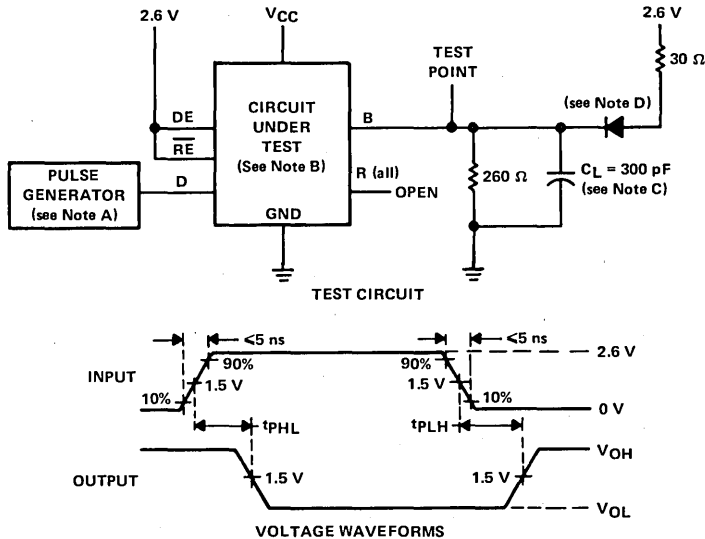 2.6 V
VCC
2.6 V
30 Ω
TEST
POINT
(see Note D)
DE
RE
CIRCUIT
UNDER
TEST
(See Note B)
B
PULSE
GENERATOR
(see Note A)
D
R (all)
OPEN
260 Ω
CL = 300 pF
(see Note C)
GND
TEST CIRCUIT
≤5 ns
≤5 ns
2.6 V
90%
90%
INPUT
1.5 V
1.5 V
10%
10%
0 V
tPHL
tPLH
VOH
OUTPUT
1.5 V
1.5 V
VOL
VOLTAGE WAVEFORMS